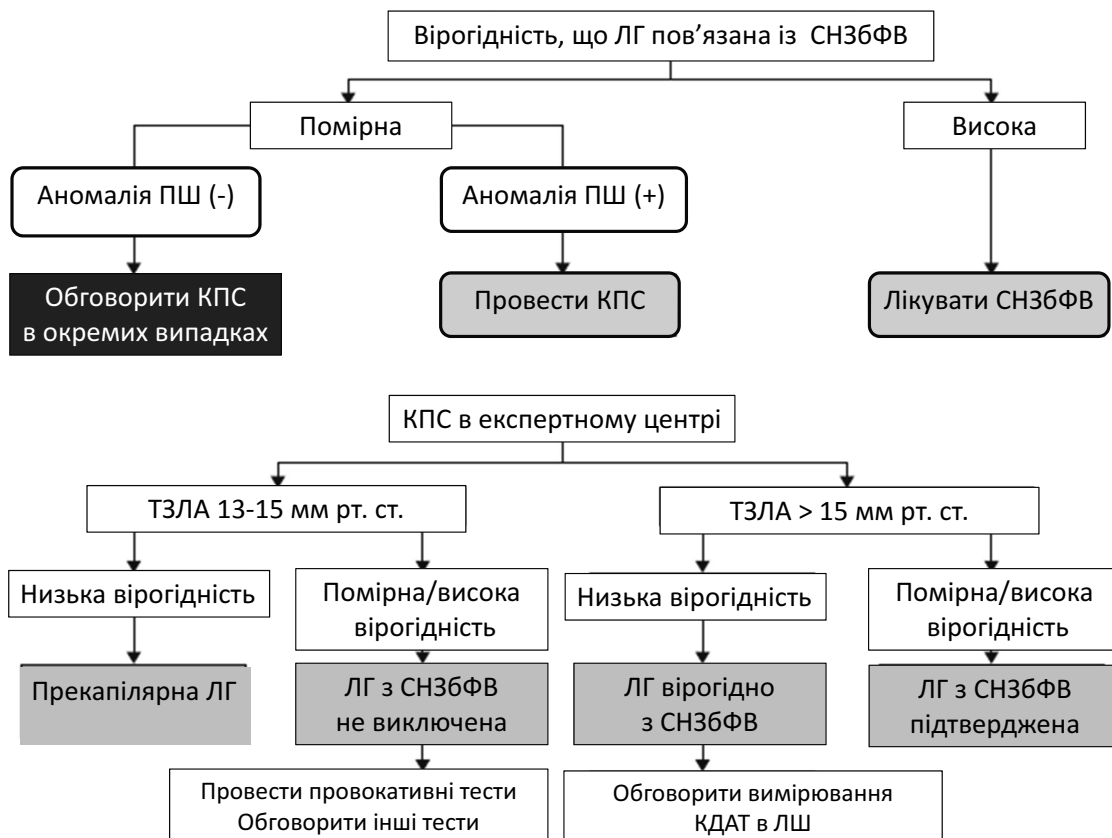 Вірогідність, що ЛГ пов’язана із СНЗбФВ
Помірна
Висока
Аномалія ПШ (-)
Аномалія ПШ (+)
Обговорити КПС
в окремих випадках
Провести КПС
Лікувати СНЗбФВ
КПС в експертному центрі
ТЗЛА 13-15 мм рт. ст.
ТЗЛА > 15 мм рт. ст.
Низька вірогідність
Помірна/висока
вірогідність
Низька вірогідність
Помірна/висока
вірогідність
Прекапілярна ЛГ
ЛГ з СНЗбФВ
не виключена
ЛГ вірогідно
з СНЗбФВ
ЛГ з СНЗбФВ
підтверджена
Провести провокативні тести
Обговорити інші тести
Обговорити вимірювання
КДАТ в ЛШ